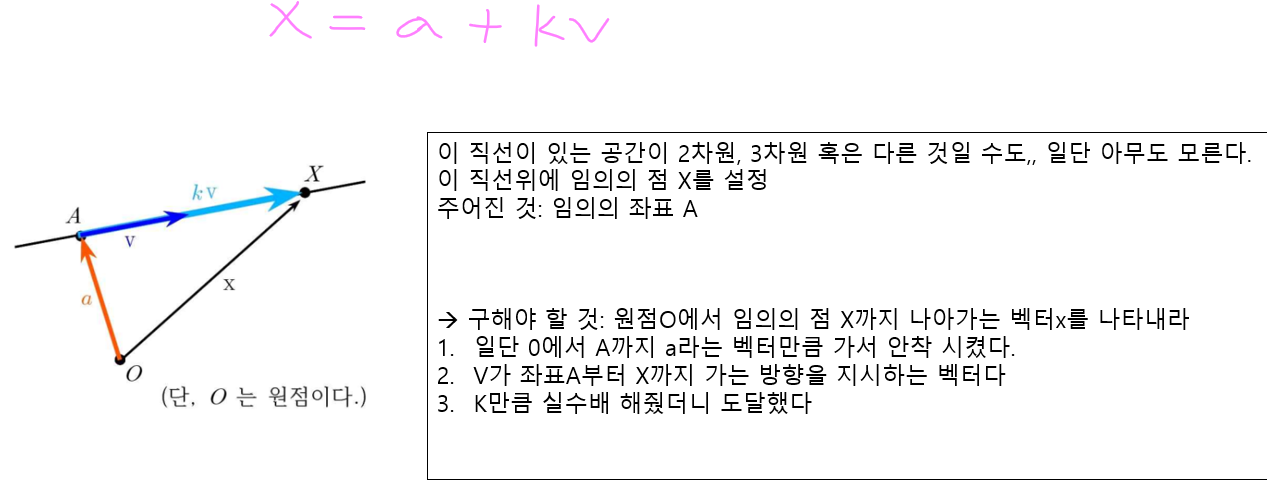 x = a + kv
이 직선이 있는 공간이 2차원, 3차원 혹은 다른 것일 수도,, 일단 아무도 모른다.
이 직선위에 임의의 점 X를 설정
주어진 것: 임의의 좌표 A
X
kv
A
v
a
x
O
(단, O 는 원점이다.)
→ 구해야 할 것: 원점O에서 임의의 점 X까지 나아가는 벡터x를 나타내라
1. 일단 0에서 A까지 a라는 벡터만큼 가서 안착 시켰다.
2. V가 좌표A부터 X까지 가는 방향을 지시하는 벡터다
3. K만큼 실수배 해줬더니 도달했다